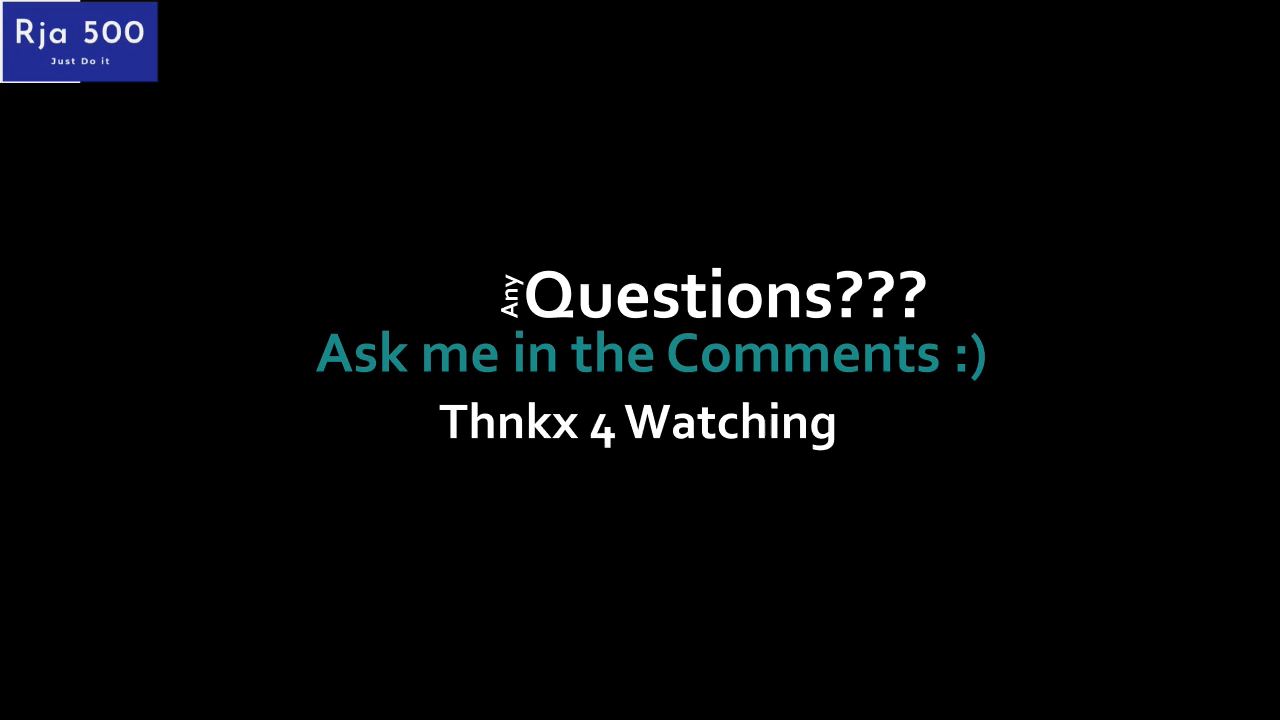 Rja 500
Just Do it
Any Questions???
Ask me in the Comments :)
Thnkx 4 Watching